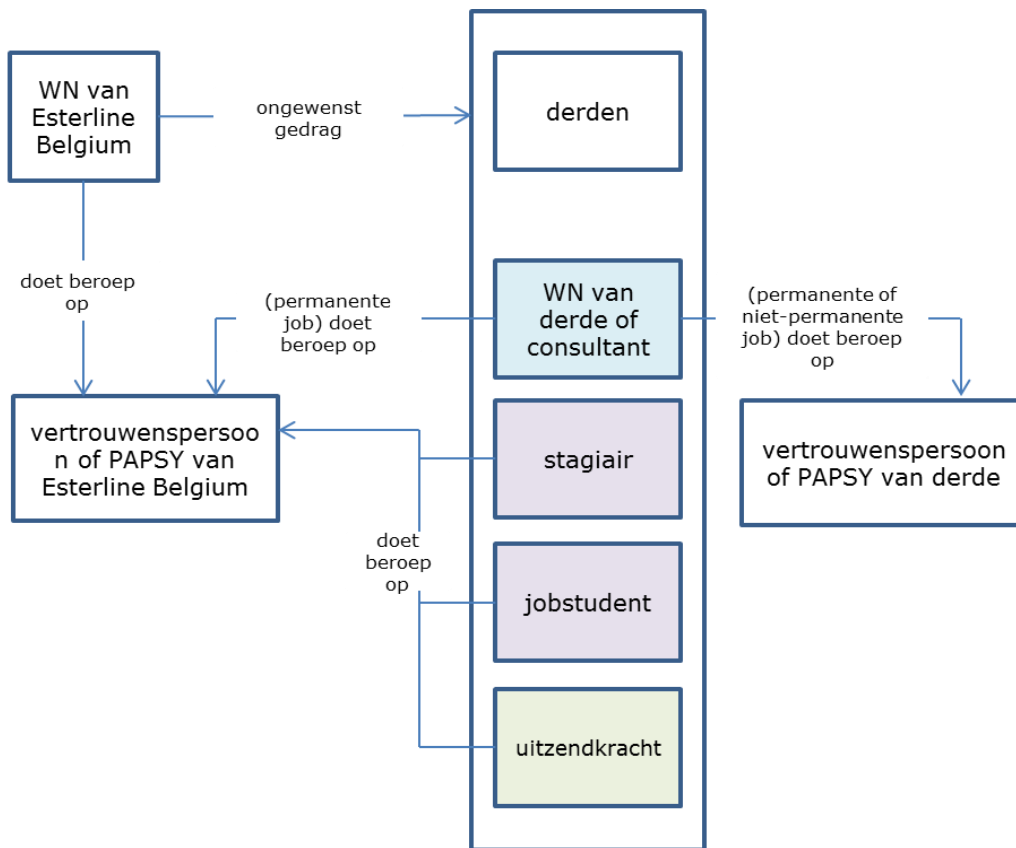 WN van
Esterline
Belgium
ongewenst
gedrag
derden
doet beroep
op
(permanente
job) doet
beroep op
WN van
derde of
consultant
(permanente of
niet-permanente
job) doet beroep
op
vertrouwenspersoo
n of PAPSY van
Esterline Belgium
stagiair
vertrouwenspersoon
of PAPSY van derde
doet
beroep
op
jobstudent
uitzendkracht